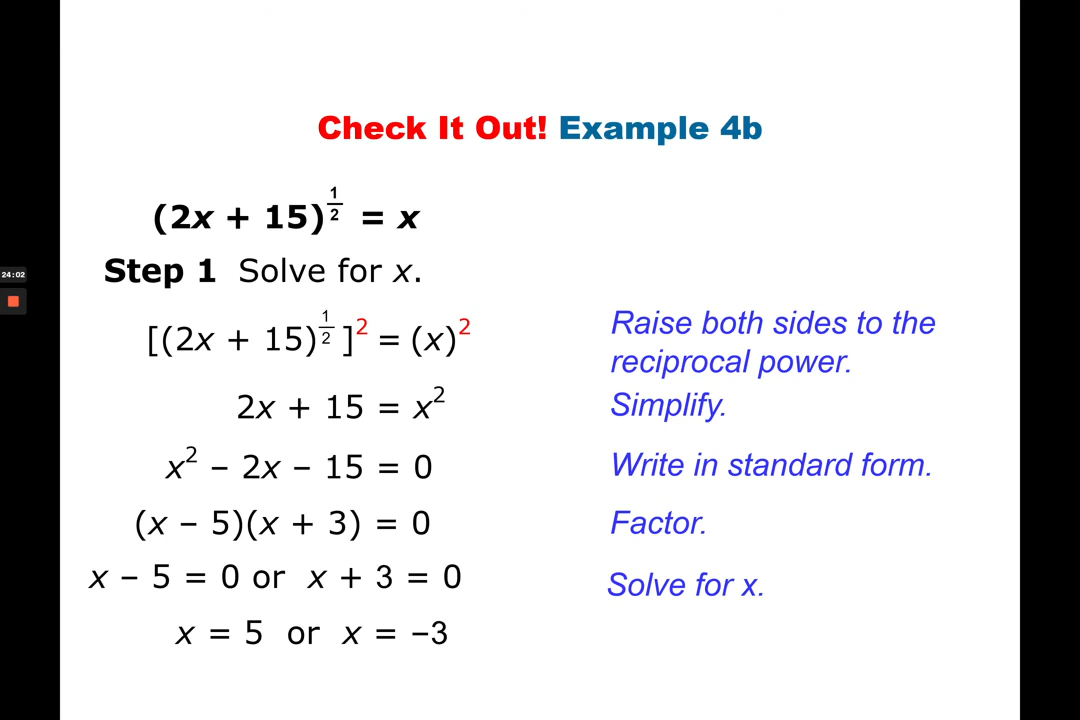 Check It Out! Example 4b
(2x + 15)^(1/2) = x
Step 1 Solve for x.
24:02
[(2x + 15)^(1/2) ]² = (x)²
Raise both sides to the
reciprocal power.
2x + 15 = x²
Simplify.
x² – 2x – 15 = 0
Write in standard form.
(x – 5)(x + 3) = 0
Factor.
x – 5 = 0 or x + 3 = 0
Solve for x.
x = 5 or x = –3